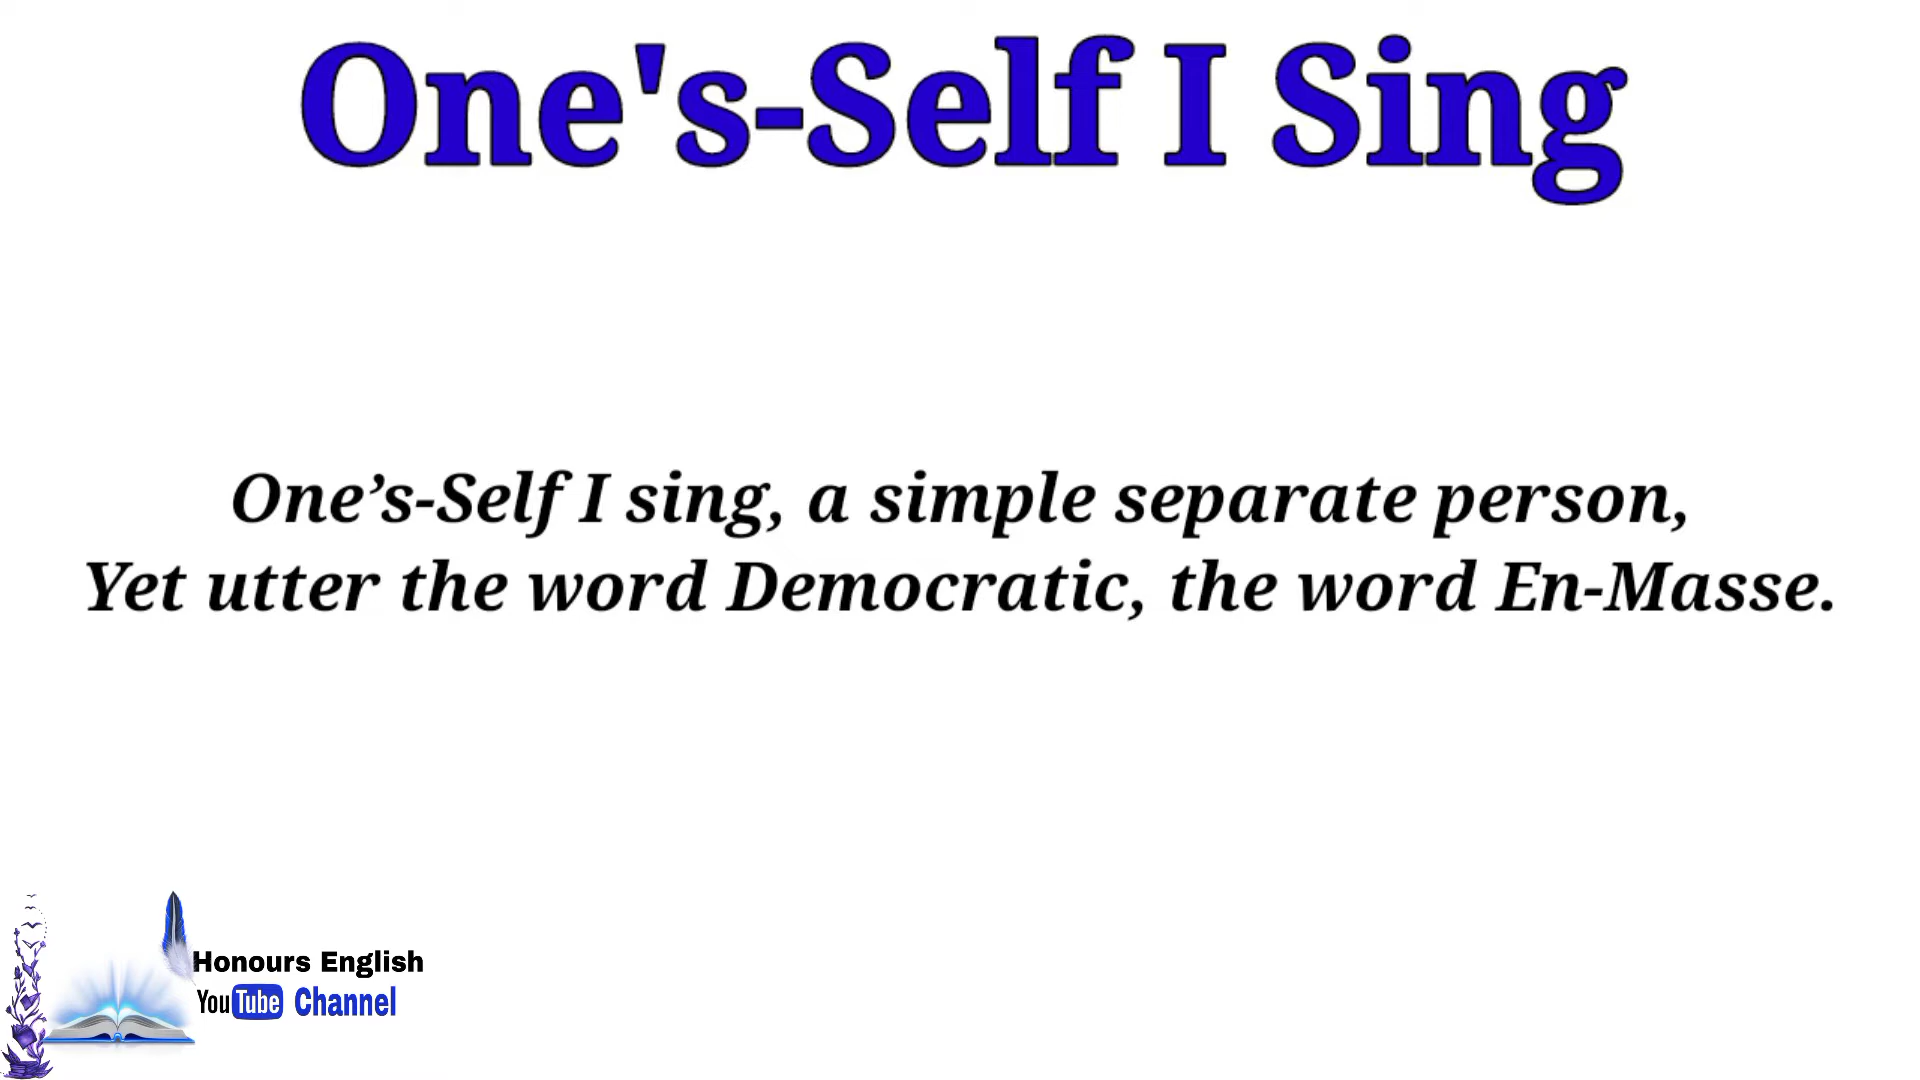 One's-Self I Sing
One’s-Self I sing, a simple separate person,
Yet utter the word Democratic, the word En-Masse.
Honours English
YouTube Channel